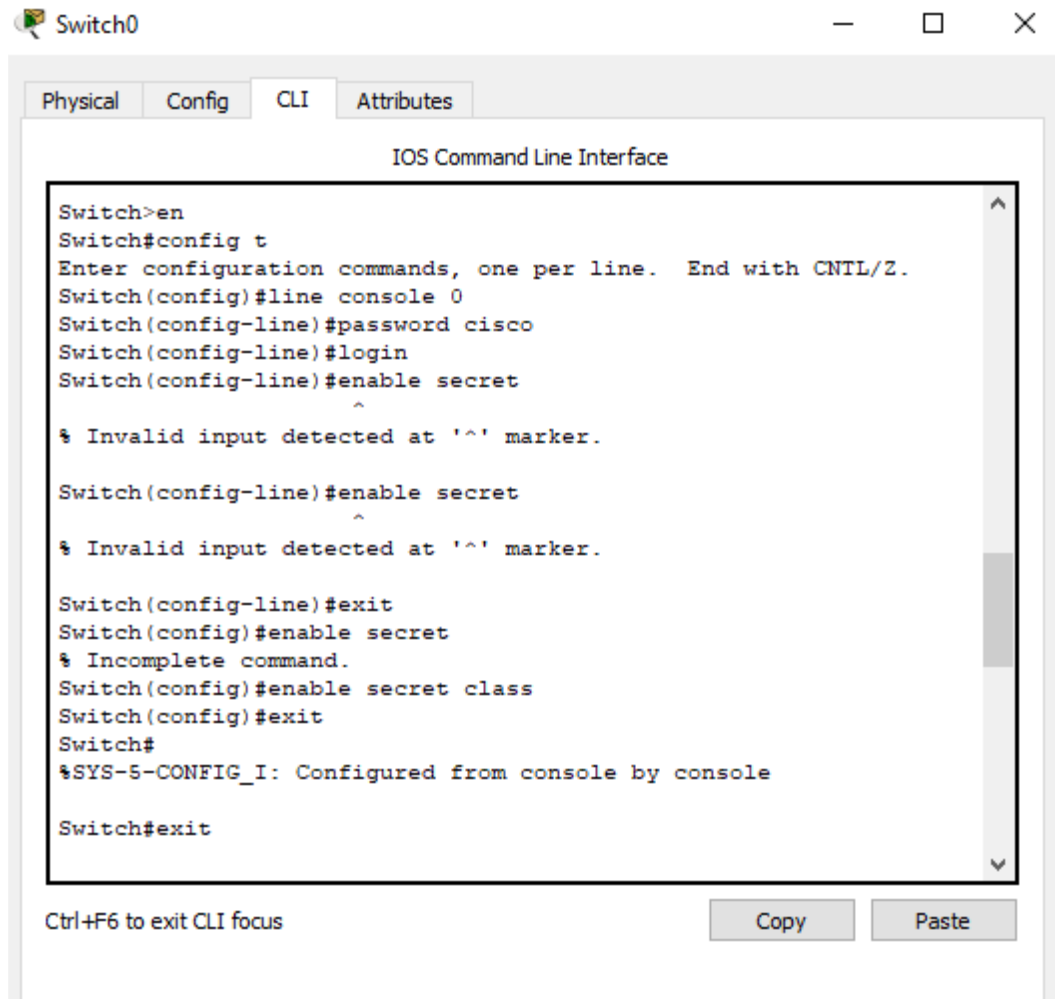 Switch0
Physical Config CLI Attributes
IOS Command Line Interface
Switch>en
Switch#config t
Enter configuration commands, one per line.  End with CNTL/Z.
Switch(config)#line console 0
Switch(config-line)#password cisco
Switch(config-line)#login
Switch(config-line)#enable secret
^
% Invalid input detected at '^' marker.
Switch(config-line)#enable secret
^
% Invalid input detected at '^' marker.
Switch(config-line)#exit
Switch(config)#enable secret
% Incomplete command.
Switch(config)#enable secret class
Switch(config)#exit
Switch#
%SYS-5-CONFIG_I: Configured from console by console
Switch#exit
Ctrl+F6 to exit CLI focus Copy Paste